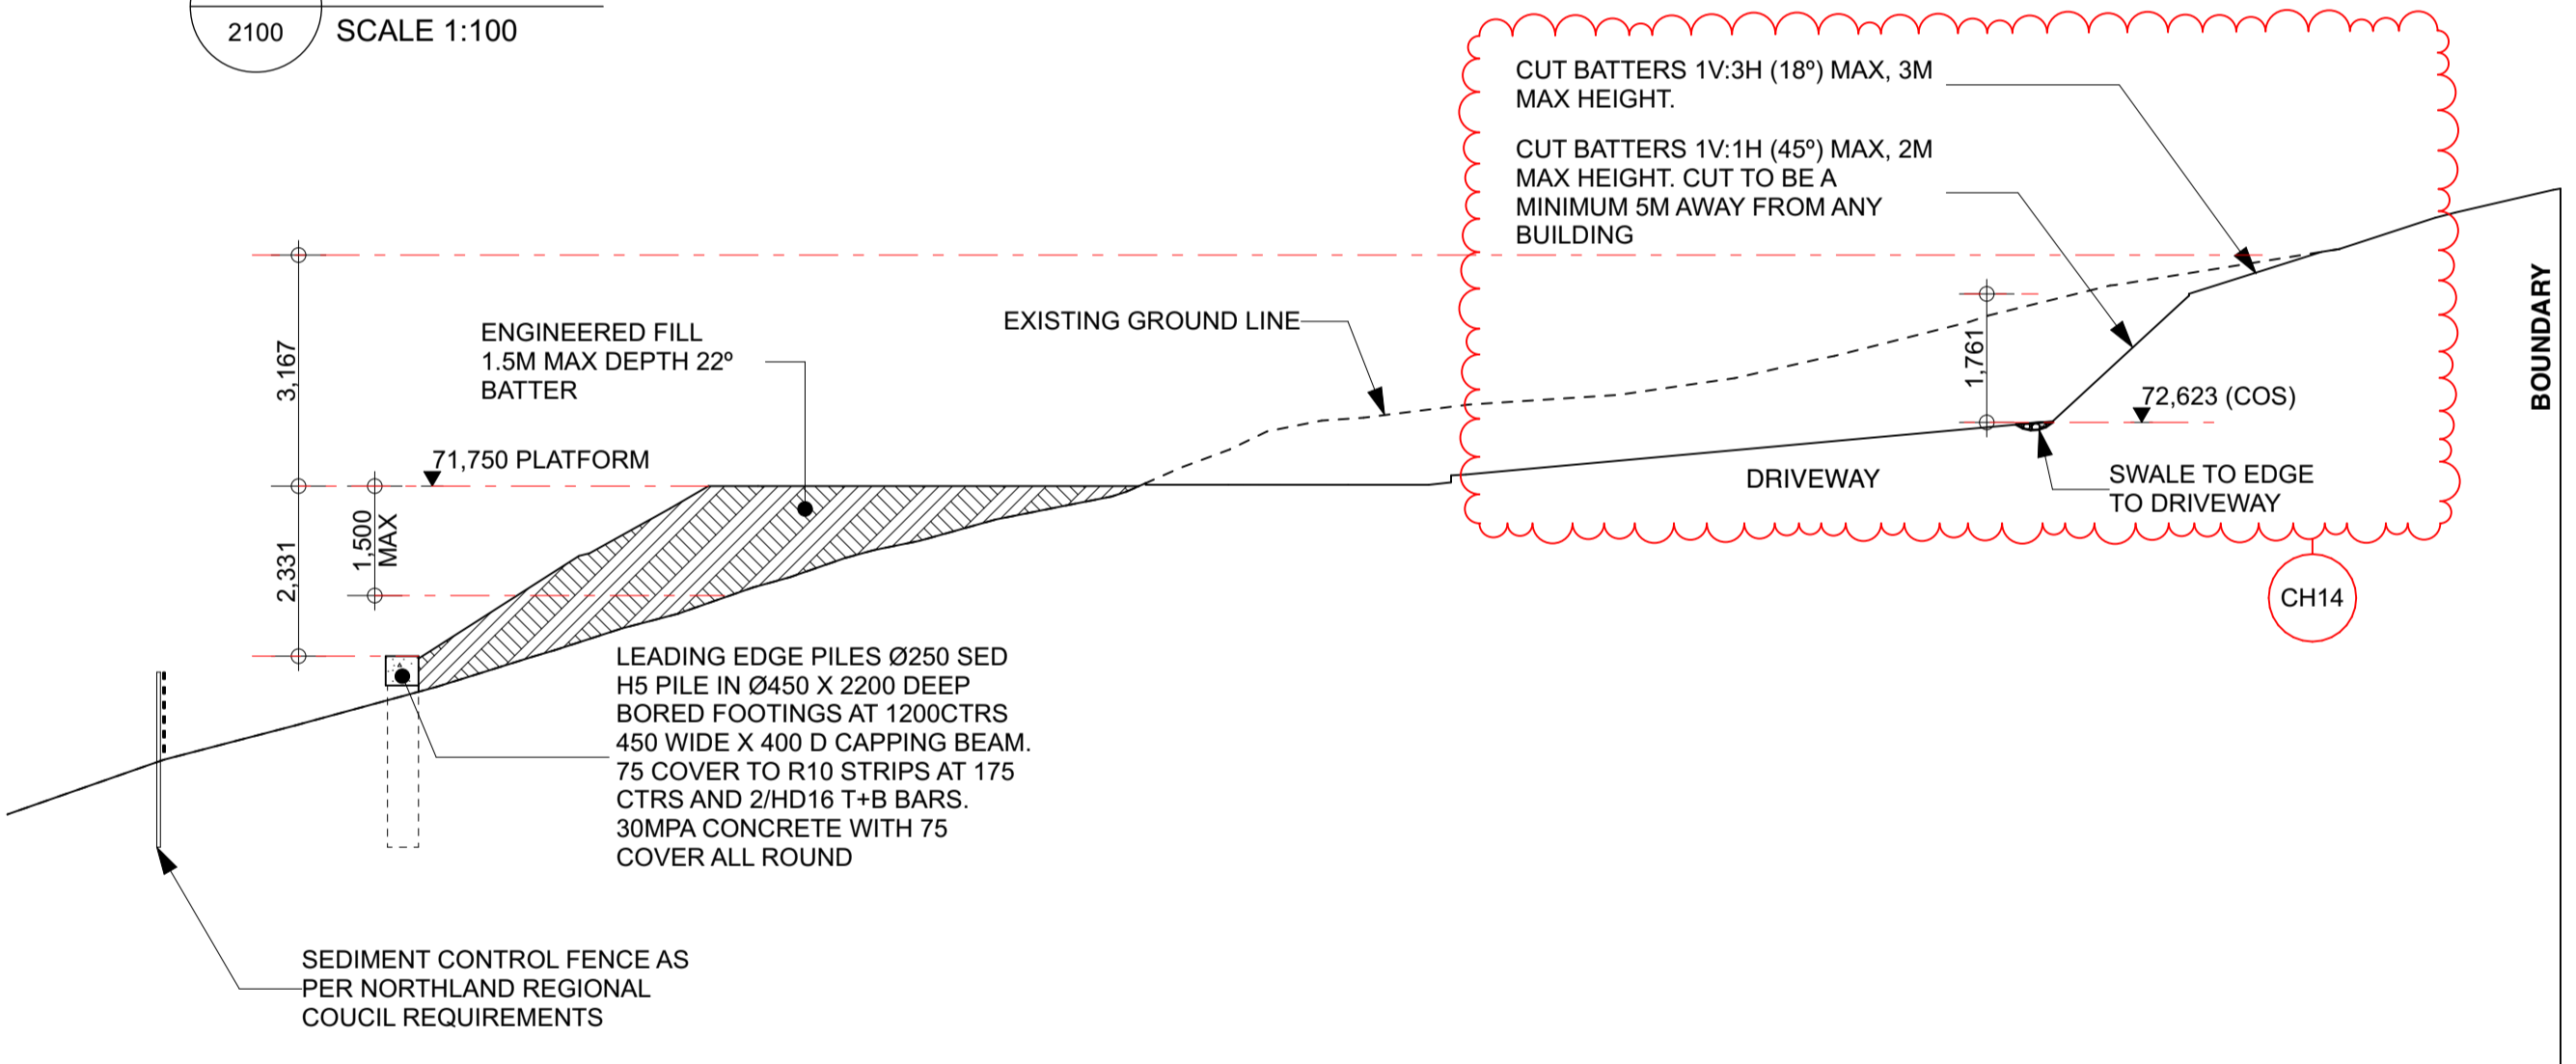 2100
SCALE 1:100
CUT BATTERS 1V:3H (18º) MAX, 3M
MAX HEIGHT.
CUT BATTERS 1V:1H (45º) MAX, 2M
MAX HEIGHT. CUT TO BE A
MINIMUM 5M AWAY FROM ANY
BUILDING
BOUNDARY
3,167
ENGINEERED FILL
1.5M MAX DEPTH 22º
BATTER
EXISTING GROUND LINE
1,761
72,623 (COS)
71,750 PLATFORM
DRIVEWAY
SWALE TO EDGE
TO DRIVEWAY
2,331
1,500
MAX
CH14
LEADING EDGE PILES Ø250 SED
H5 PILE IN Ø450 X 2200 DEEP
BORED FOOTINGS AT 1200CTRS
450 WIDE X 400 D CAPPING BEAM.
75 COVER TO R10 STRIPS AT 175
CTRS AND 2/HD16 T+B BARS.
30MPA CONCRETE WITH 75
COVER ALL ROUND
SEDIMENT CONTROL FENCE AS
PER NORTHLAND REGIONAL
COUCIL REQUIREMENTS